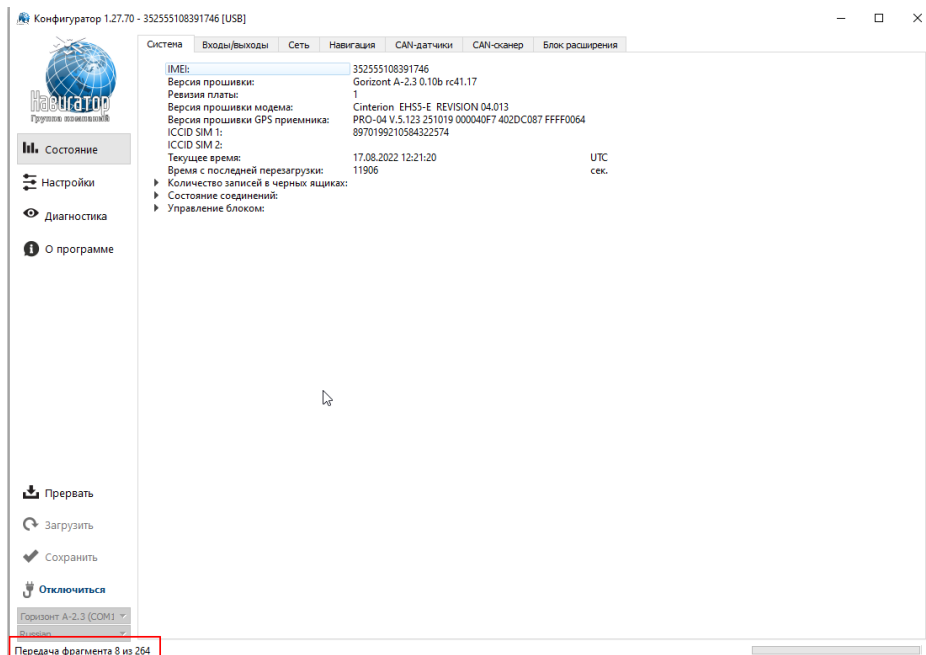 Конфигуратор 1.27.70 - 352555108391746 [USB]
Навигатор
Группа компаний
Система Входы/выходы Сеть Навигация CAN-датчики CAN-сканер Блок расширения
IMEI: 352555108391746
Версия прошивки: Gorizont A-2.3 0.10b rc41.17
Ревизия платы: 1
Версия прошивки модема: Cinterion EHS5-E REVISION 04.013
Версия прошивки GPS приемника: PRO-04 V.5.123 251019 000040F7 402DC087 FFFF0064
ICCID SIM 1: 8970199210584322574
ICCID SIM 2:
Текущее время: 17.08.2022 12:21:20 UTC
Время с последней перезагрузки: 11906 сек.
Количество записей в черных ящиках:
Состояние соединений:
Управление блоком:
Состояние
Настройки
Диагностика
О программе
Прервать
Загрузить
Сохранить
Отключиться
Горизонт A-2.3 (COM1
Russian
Передача фрагмента 8 из 264